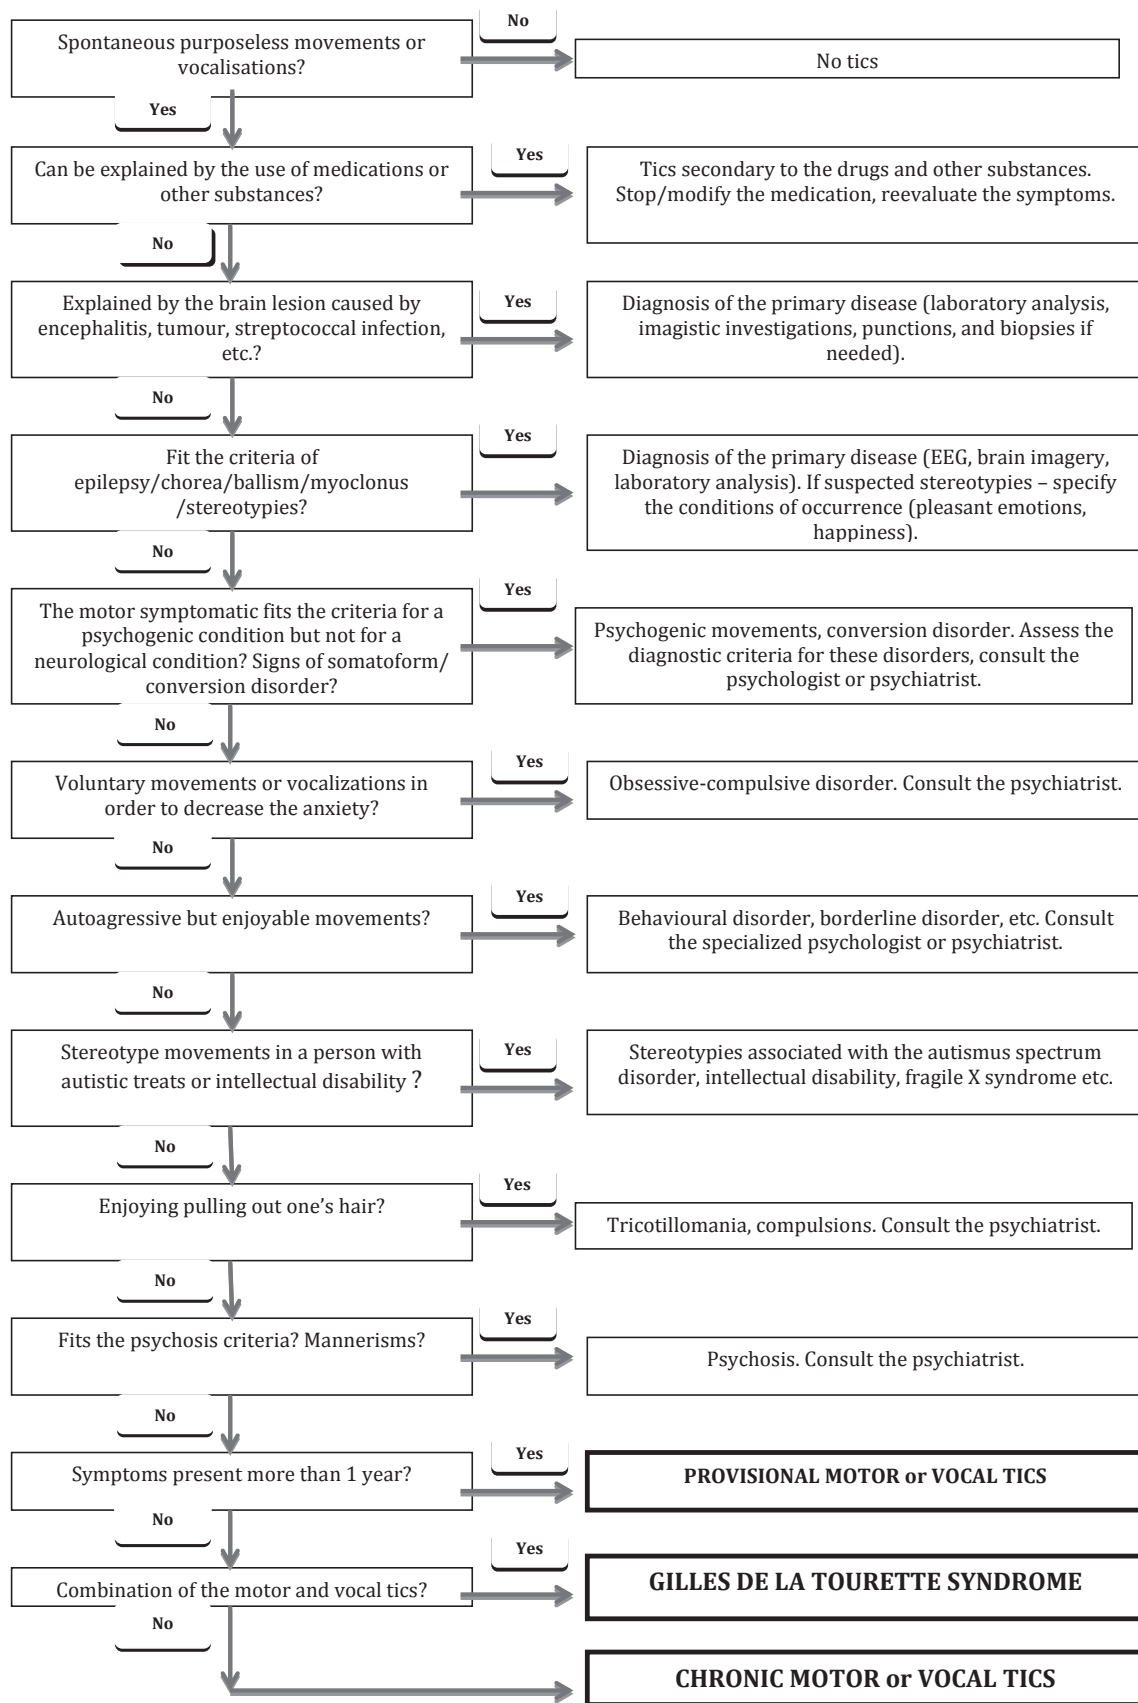 No
Spontaneous purposeless movements or
vocalisations?
No tics
Yes
Can be explained by the use of medications or
other substances?
Yes
Tics secondary to the drugs and other substances.
Stop/modify the medication, reevaluate the symptoms.
No
Explained by the brain lesion caused by
encephalitis, tumour, streptococcal infection,
etc.?
Yes
Diagnosis of the primary disease (laboratory analysis,
imagistic investigations, punctions, and biopsies if
needed).
No
Fit the criteria of
epilepsy/chorea/ballism/myoclonus
/stereotypies?
Yes
Diagnosis of the primary disease (EEG, brain imagery,
laboratory analysis). If suspected stereotypies – specify
the conditions of occurrence (pleasant emotions,
happiness).
No
The motor symptomatic fits the criteria for a
psychogenic condition but not for a
neurological condition? Signs of somatoform/
conversion disorder?
Yes
Psychogenic movements, conversion disorder. Assess the
diagnostic criteria for these disorders, consult the
psychologist or psychiatrist.
No
Voluntary movements or vocalizations in
order to decrease the anxiety?
Yes
Obsessive-compulsive disorder. Consult the psychiatrist.
No
Autoagressive but enjoyable movements?
Yes
Behavioural disorder, borderline disorder, etc. Consult
the specialized psychologist or psychiatrist.
No
Stereotype movements in a person with
autistic treats or intellectual disability ?
Yes
Stereotypies associated with the autismus spectrum
disorder, intellectual disability, fragile X syndrome etc.
No
Enjoying pulling out one's hair?
Yes
Tricotillomania, compulsions. Consult the psychiatrist.
No
Fits the psychosis criteria? Mannerisms?
Yes
Psychosis. Consult the psychiatrist.
No
Symptoms present more than 1 year?
Yes
PROVISIONAL MOTOR or VOCAL TICS
No
Combination of the motor and vocal tics?
Yes
GILLES DE LA TOURETTE SYNDROME
No
CHRONIC MOTOR or VOCAL TICS